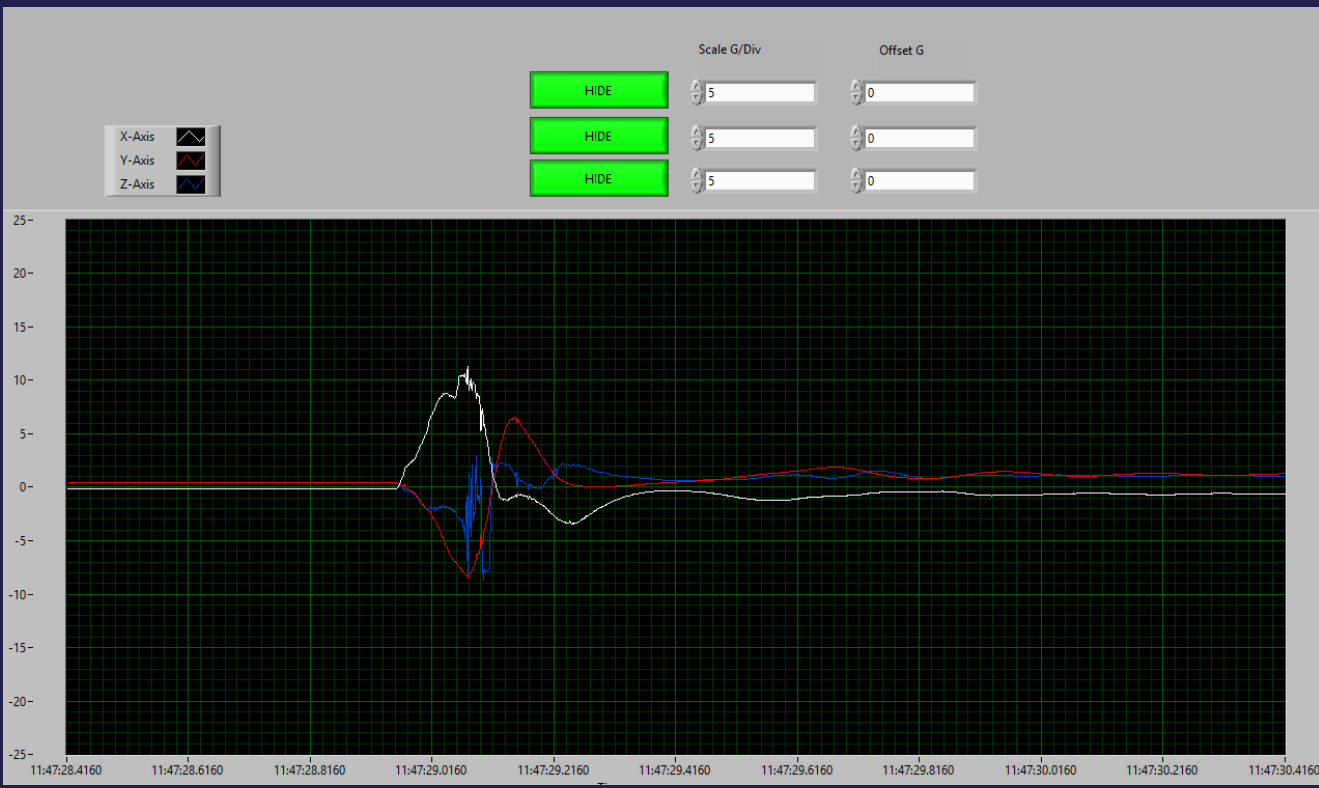 Scale G/Div Offset G
HIDE 5 0
X-Axis
HIDE 5 0
Y-Axis
Z-Axis
HIDE 5 0
25
20
15
10
5
0
-5
-10
-15
-20
-25
11:47:28.4160 11:47:28.6160 11:47:28.8160 11:47:29.0160 11:47:29.2160 11:47:29.4160 11:47:29.6160 11:47:29.8160 11:47:30.0160 11:47:30.2160 11:47:30.4160